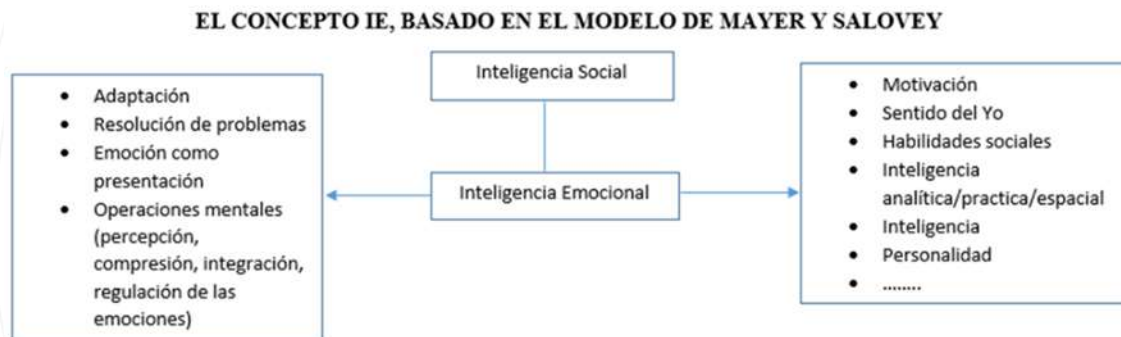 EL CONCEPTO IE, BASADO EN EL MODELO DE MAYER Y SALOVEY
Inteligencia Social
• Adaptación
• Resolución de problemas
• Emoción como
presentación
• Operaciones mentales
(percepción,
compresión, integración,
regulación de las
emociones)
Inteligencia Emocional
• Motivación
• Sentido del Yo
• Habilidades sociales
• Inteligencia
analítica/practica/espacial
• Inteligencia
• Personalidad
• ........